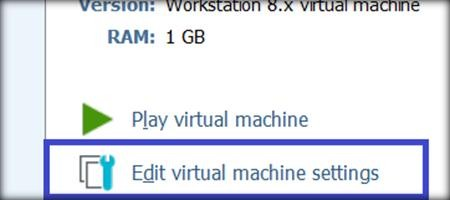 Version: Workstation 8.x virtual machine
RAM: 1 GB
Play virtual machine
Edit virtual machine settings